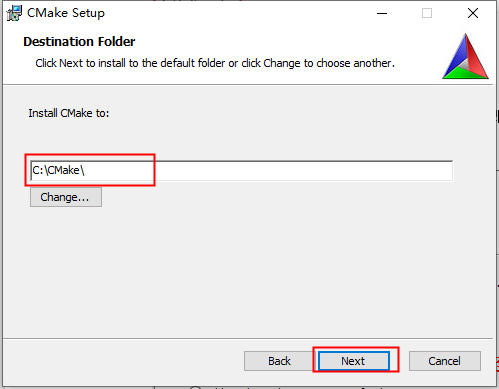 CMake Setup
Destination Folder
Click Next to install to the default folder or click Change to choose another.
Install CMake to:
C:\CMake\
Change...
Back Next Cancel